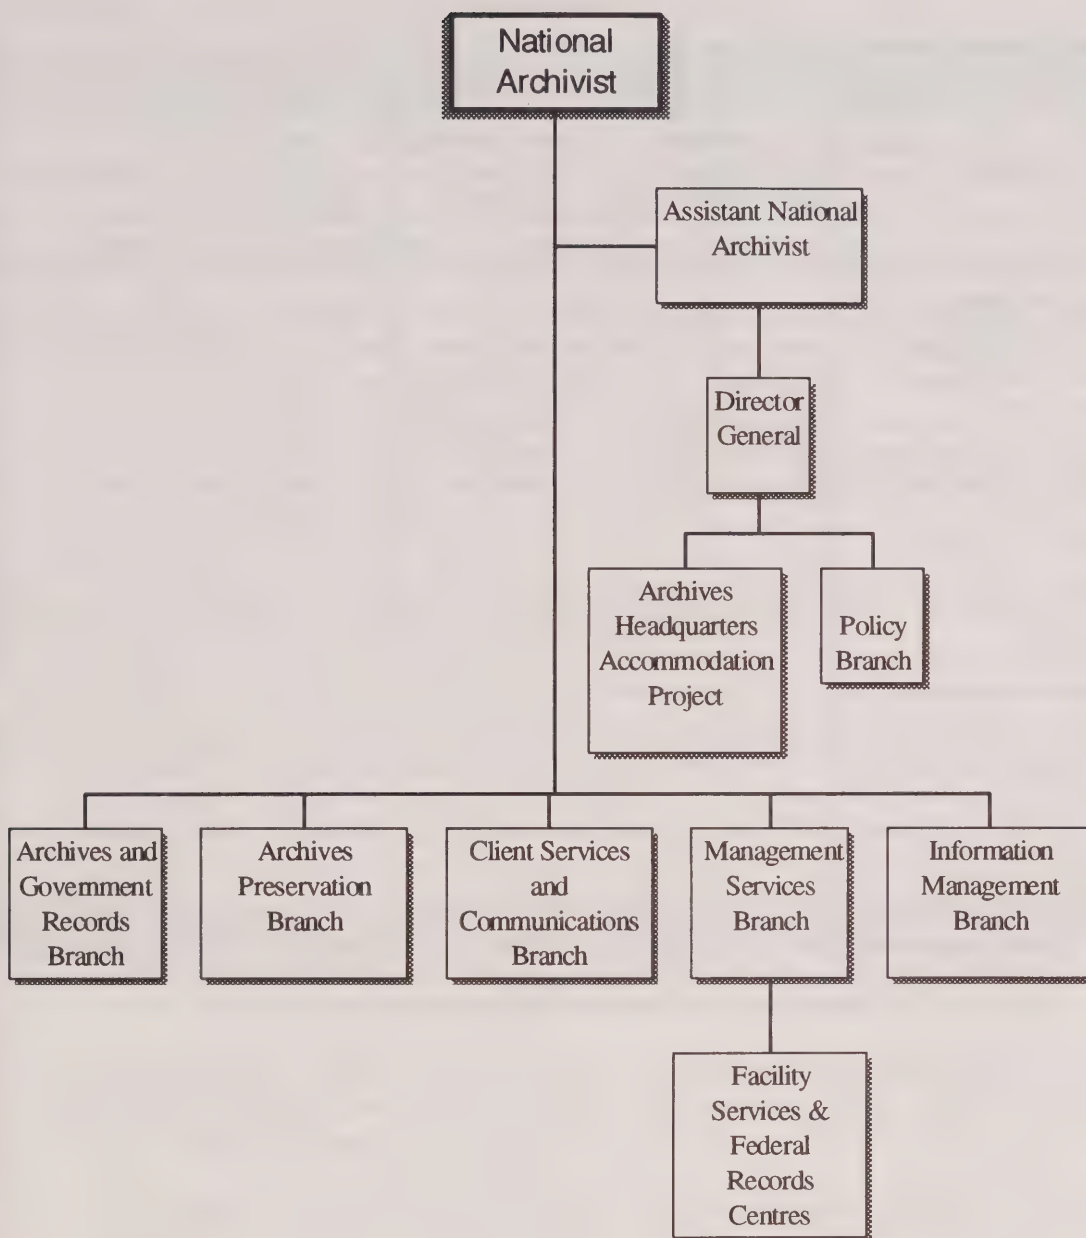 National
Archivist
Assistant National
Archivist
Director
General
Archives
Headquarters
Accommodation
Project
Policy
Branch
Archives and
Government
Records
Branch
Archives
Preservation
Branch
Client Services
and
Communications
Branch
Management
Services
Branch
Information
Management
Branch
Facility
Services &
Federal
Records
Centres